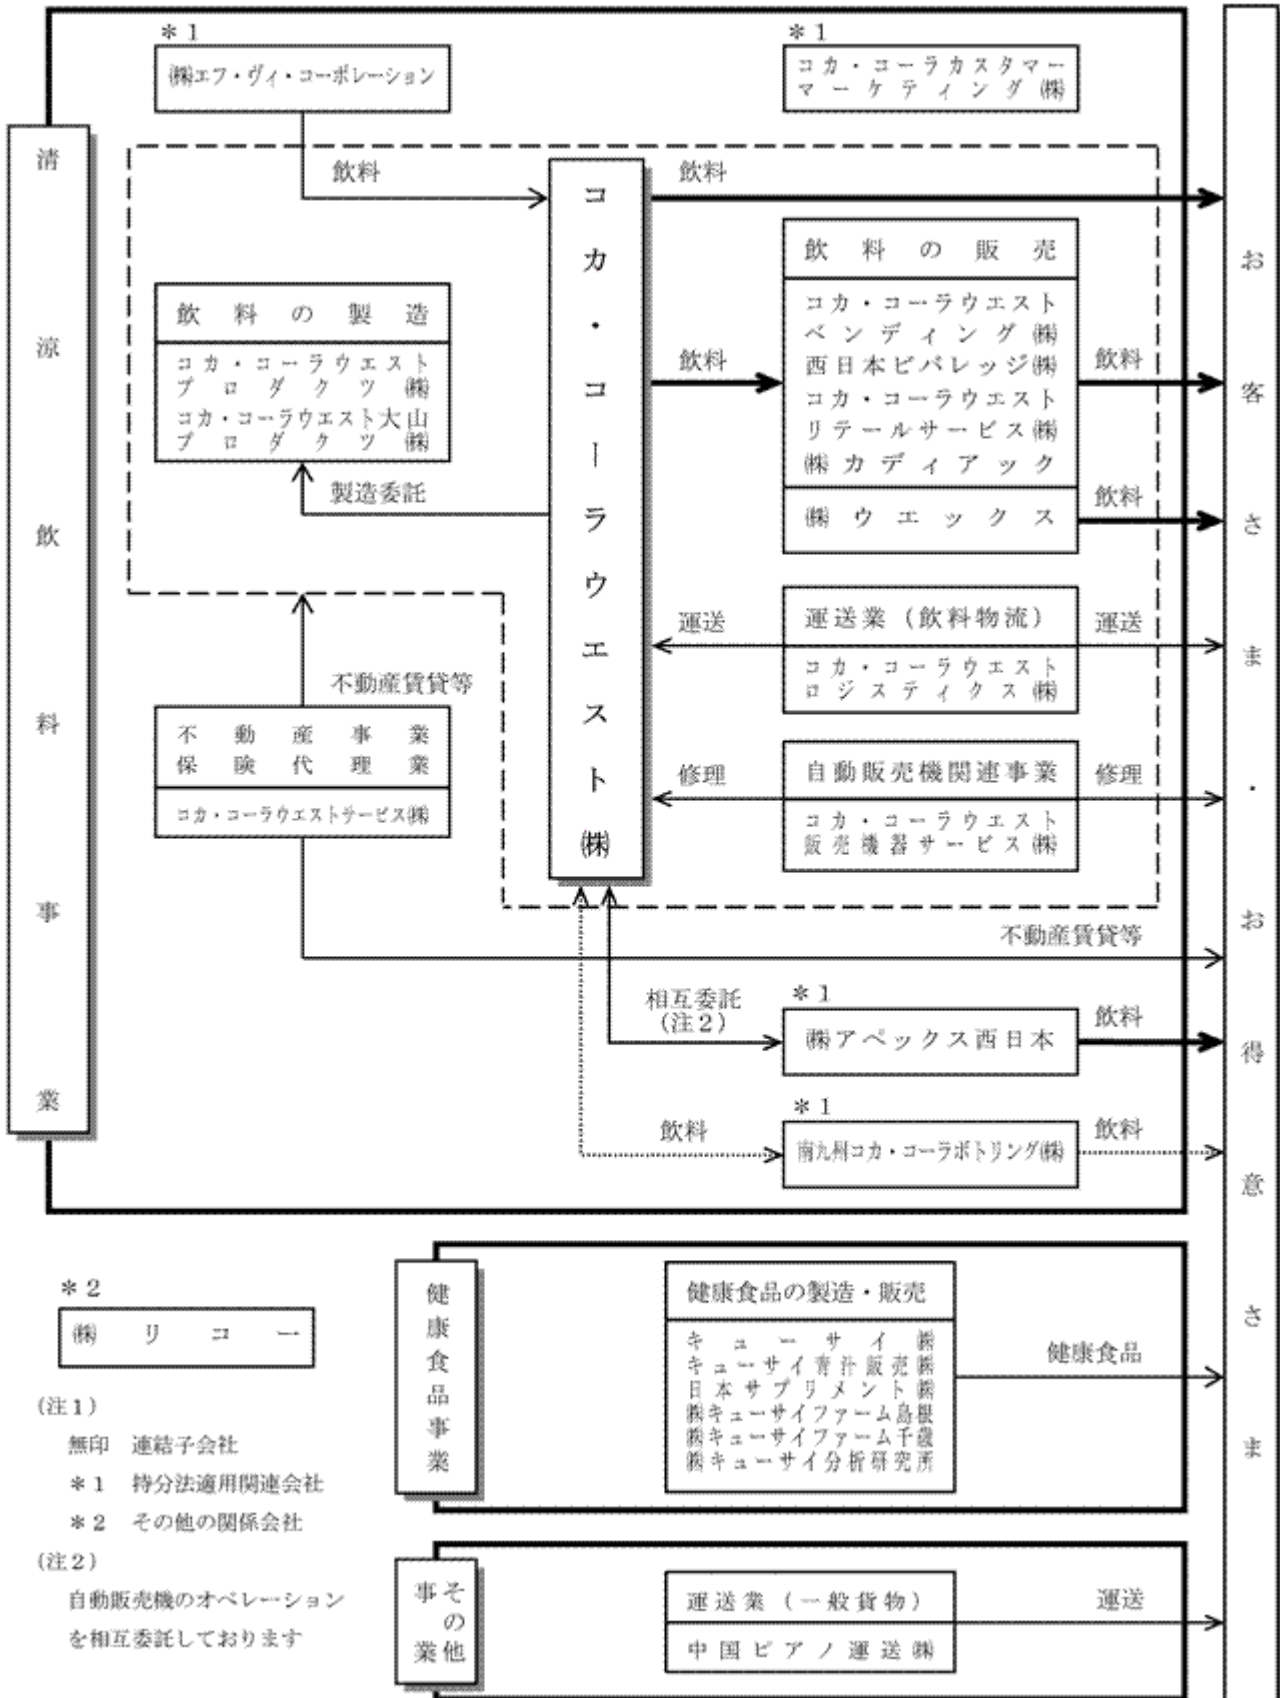 清涼飲料事業
＊1
㈱エフ・ヴィ・コーポレーション
＊1
コカ・コーラカスタマー
マーケティング㈱
飲料
コカ・コーラウエスト㈱
飲料
飲料の製造
コカ・コーラウエスト
プロダクツ㈱
コカ・コーラウエスト大山
プロダクツ㈱
製造委託
飲料
飲料の販売
コカ・コーラウエスト
ベンディング㈱
西日本ビバレッジ㈱
コカ・コーラウエスト
リテールサービス㈱
㈱カディアック
飲料
㈱ウエックス
飲料
運送
運送業（飲料物流）
コカ・コーラウエスト
ロジスティクス㈱
運送
不動産賃貸等
不動産事業
保険代理業
コカ・コーラウエストサービス㈱
修理
自動販売機関連事業
コカ・コーラウエスト
販売機器サービス㈱
修理
不動産賃貸等
相互委託
（注2）
＊1
㈱アペックス西日本
飲料
飲料
＊1
南九州コカ・コーラボトリング㈱
飲料
お客さま・お得意さま
健康食品事業
健康食品の製造・販売
キューサイ㈱
キューサイ青汁販売㈱
日本サプリメント㈱
㈱キューサイファーム島根
㈱キューサイファーム千歳
㈱キューサイ分析研究所
健康食品
＊2
㈱リコー
（注1）
無印　連結子会社
＊1　持分法適用関連会社
＊2　その他の関係会社
（注2）
自動販売機のオペレーション
を相互委託しております
その他
事業
運送業（一般貨物）
中国ピアノ運送㈱
運送